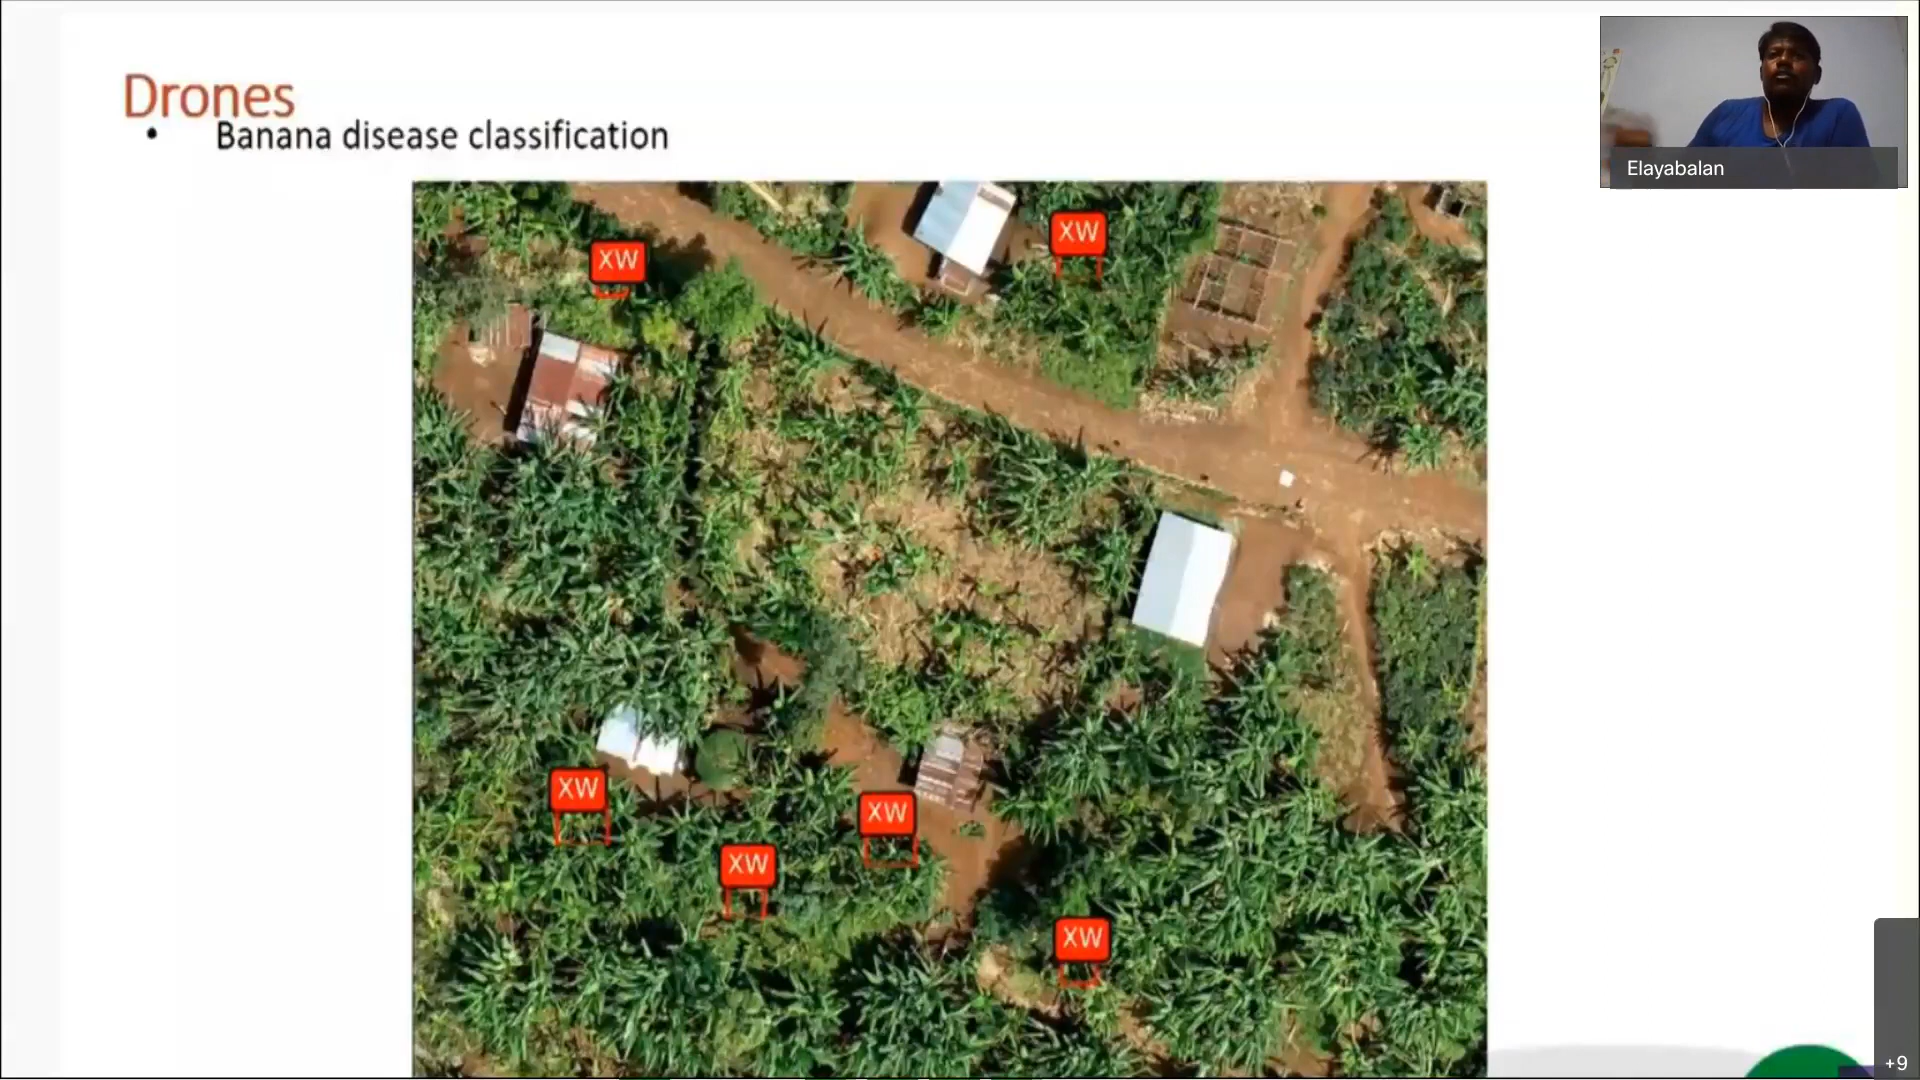 Drones
• Banana disease classification
Elayabalan
XW
XW
XW
XW
XW
XW
+9